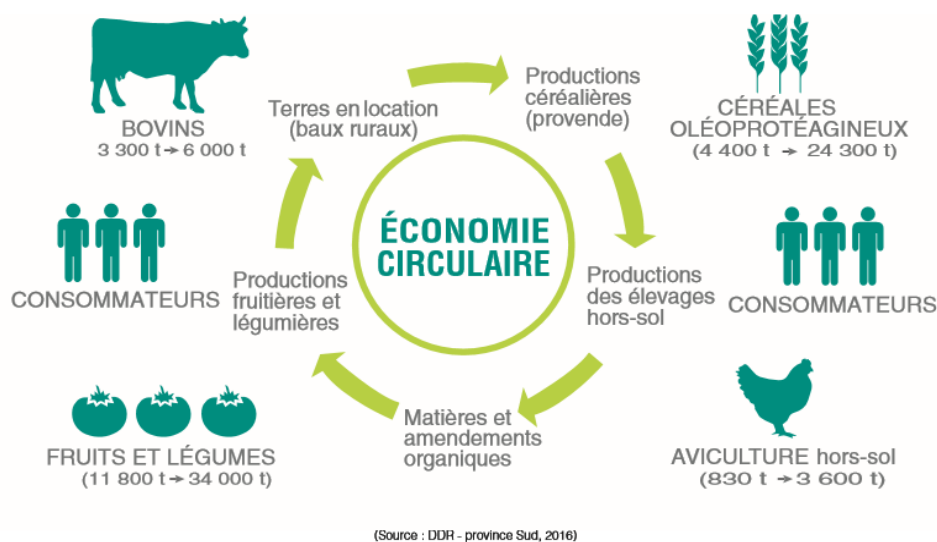 BOVINS
3 300 t → 6 000 t
Terres en location
(baux ruraux)
Productions
céréalières
(provende)
CÉRÉALES
OLÉOPROTÉAGINEUX
(4 400 t → 24 300 t)
ÉCONOMIE
CIRCULAIRE
CONSOMMATEURS
Productions
fruitières et
légumières
Productions
des élevages
hors-sol
CONSOMMATEURS
FRUITS ET LÉGUMES
(11 800 t → 34 000 t)
Matières et
amendements
organiques
AVICULTURE hors-sol
(830 t → 3 600 t)
(Source : DDR - province Sud, 2016)